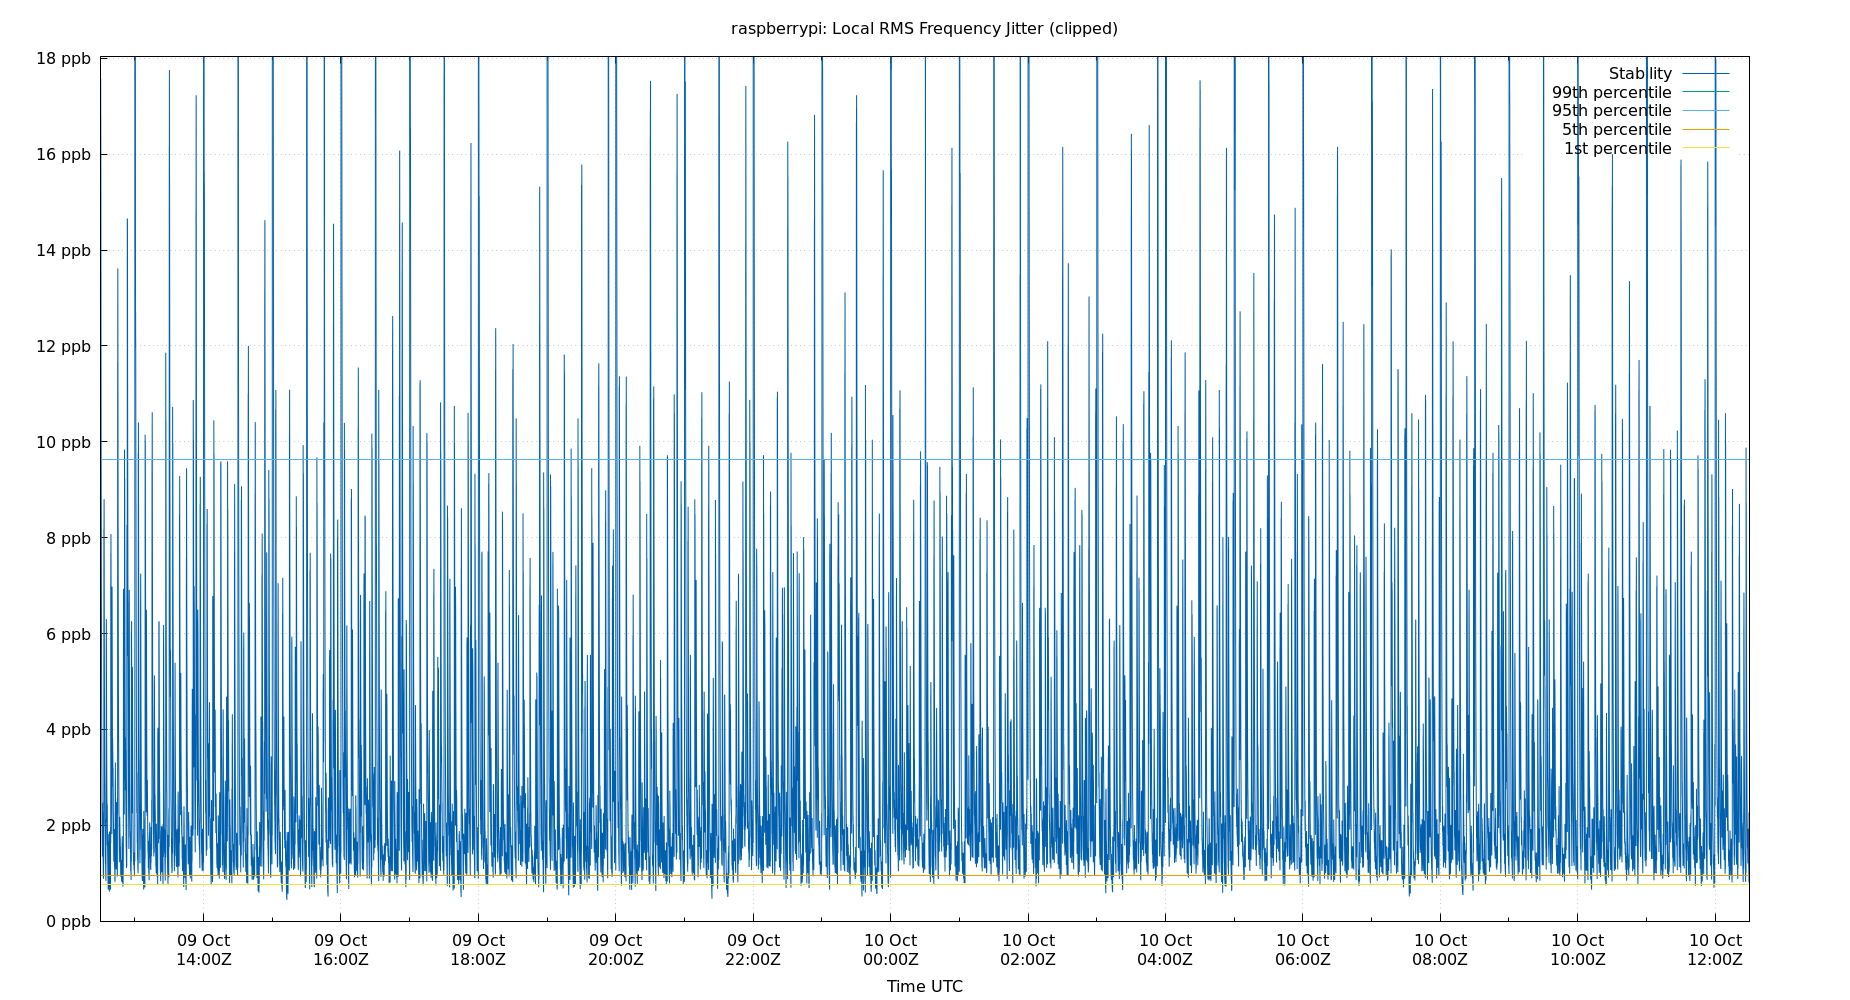 raspberrypi: Local RMS Frequency Jitter (clipped)
18 ppb
16 ppb
14 ppb
12 ppb
10 ppb
8 ppb
6 ppb
4 ppb
2 ppb
0 ppb
Stability
99th percentile
95th percentile
5th percentile
1st percentile
09 Oct 09 Oct 09 Oct 09 Oct 09 Oct 10 Oct 10 Oct 10 Oct 10 Oct 10 Oct 10 Oct 10 Oct
14:00Z 16:00Z 18:00Z 20:00Z 22:00Z 00:00Z 02:00Z 04:00Z 06:00Z 08:00Z 10:00Z 12:00Z
Time UTC